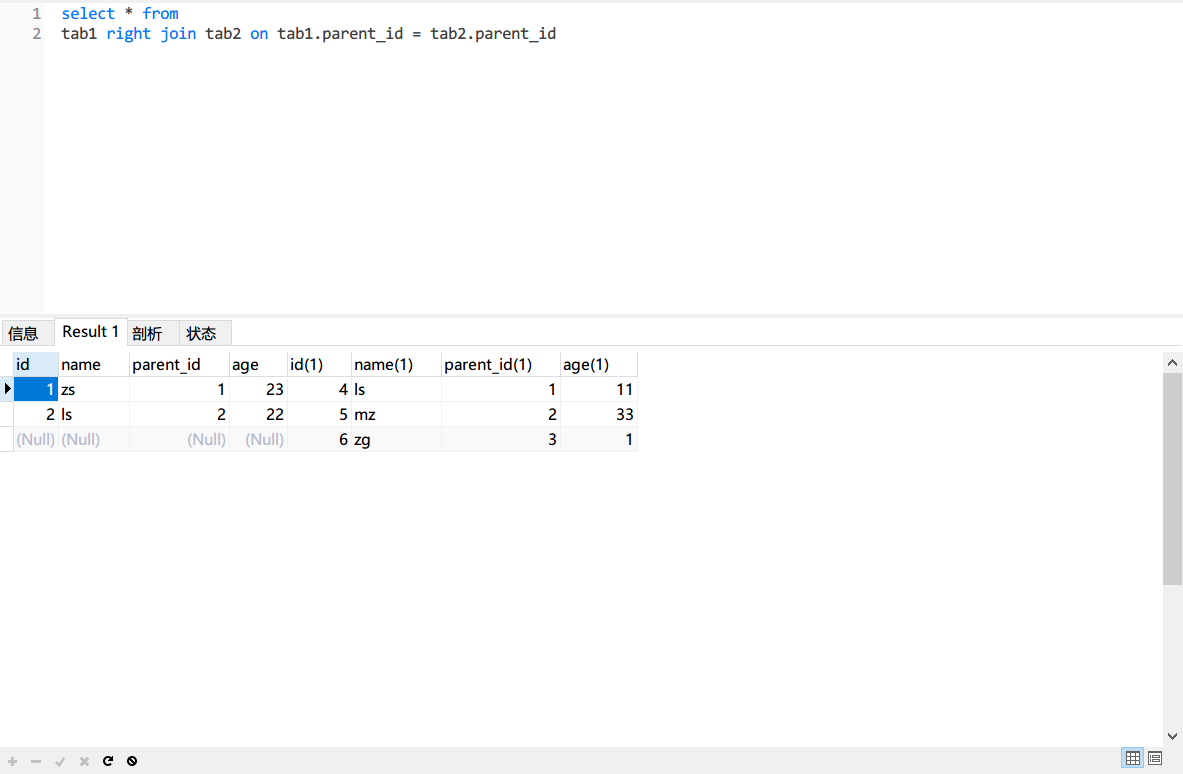 1 select * from
2 tab1 right join tab2 on tab1.parent_id = tab2.parent_id
信息 Result 1 剖析 状态
id name parent_id age id(1) name(1) parent_id(1) age(1)
1 zs 1 23 4 ls 1 11
2 ls 2 22 5 mz 2 33
(Null) (Null) (Null) (Null) 6 zg 3 1